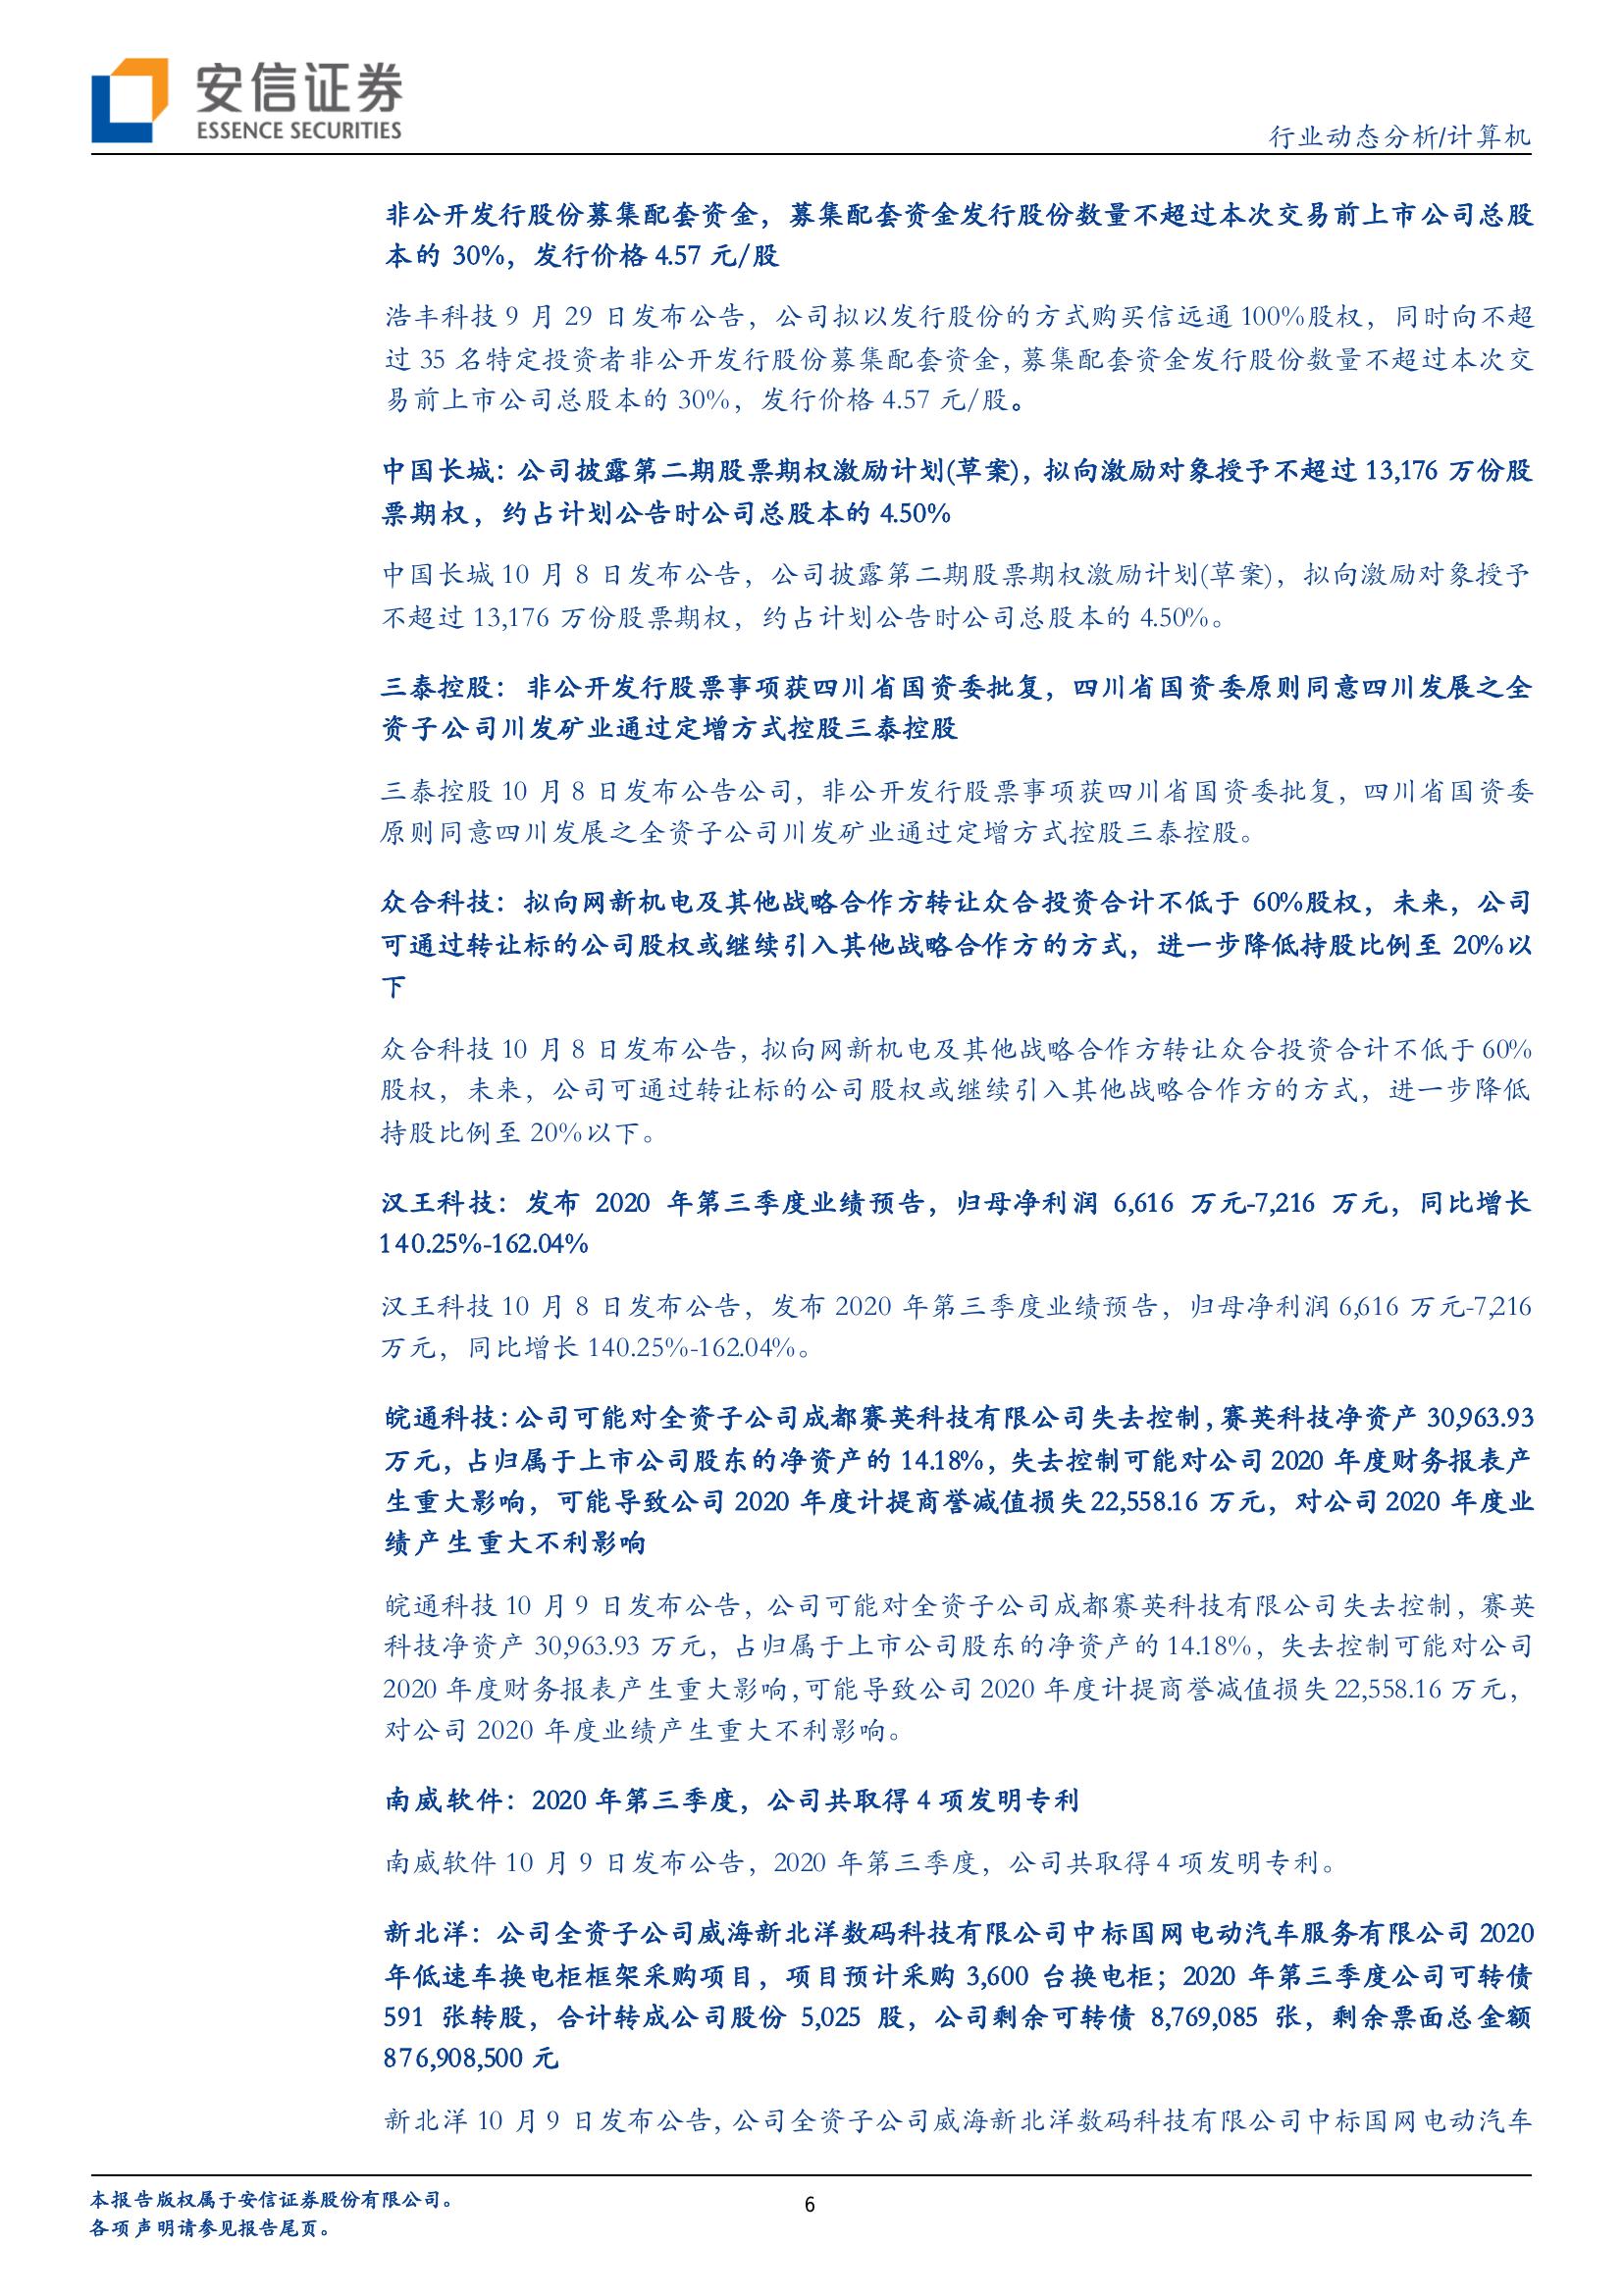 安信证券
ESSENCE SECURITIES
行业动态分析/计算机
非公开发行股份募集配套资金，募集配套资金发行股份数量不超过本次交易前上市公司总股
本的 30%，发行价格 4.57 元/股
浩丰科技 9 月 29 日发布公告，公司拟以发行股份的方式购买信远通 100%股权，同时向不超
过 35 名特定投资者非公开发行股份募集配套资金，募集配套资金发行股份数量不超过本次交
易前上市公司总股本的 30%，发行价格 4.57 元/股。
中国长城：公司披露第二期股票期权激励计划(草案)，拟向激励对象授予不超过 13,176 万份股
票期权，约占计划公告时公司总股本的 4.50%
中国长城 10 月 8 日发布公告，公司披露第二期股票期权激励计划(草案)，拟向激励对象授予
不超过 13,176 万份股票期权，约占计划公告时公司总股本的 4.50%。
三泰控股：非公开发行股票事项获四川省国资委批复，四川省国资委原则同意四川发展之全
资子公司川发矿业通过定增方式控股三泰控股
三泰控股 10 月 8 日发布公告公司，非公开发行股票事项获四川省国资委批复，四川省国资委
原则同意四川发展之全资子公司川发矿业通过定增方式控股三泰控股。
众合科技：拟向网新机电及其他战略合作方转让众合投资合计不低于 60%股权，未来，公司
可通过转让标的公司股权或继续引入其他战略合作方的方式，进一步降低持股比例至 20%以
下
众合科技 10 月 8 日发布公告，拟向网新机电及其他战略合作方转让众合投资合计不低于 60%
股权，未来，公司可通过转让标的公司股权或继续引入其他战略合作方的方式，进一步降低
持股比例至 20%以下。
汉王科技：发布 2020 年第三季度业绩预告，归母净利润 6,616 万元-7,216 万元，同比增长
140.25%-162.04%
汉王科技 10 月 8 日发布公告，发布 2020 年第三季度业绩预告，归母净利润 6,616 万元-7,216
万元，同比增长 140.25%-162.04%。
皖通科技：公司可能对全资子公司成都赛英科技有限公司失去控制，赛英科技净资产 30,963.93
万元，占归属于上市公司股东的净资产的 14.18%，失去控制可能对公司 2020 年度财务报表产
生重大影响，可能导致公司 2020 年度计提商誉减值损失 22,558.16 万元，对公司 2020 年度业
绩产生重大不利影响
皖通科技 10 月 9 日发布公告，公司可能对全资子公司成都赛英科技有限公司失去控制，赛英
科技净资产 30,963.93 万元，占归属于上市公司股东的净资产的 14.18%，失去控制可能对公司
2020 年度财务报表产生重大影响，可能导致公司 2020 年度计提商誉减值损失 22,558.16 万元，
对公司 2020 年度业绩产生重大不利影响。
南威软件：2020 年第三季度，公司共取得 4 项发明专利
南威软件 10 月 9 日发布公告，2020 年第三季度，公司共取得 4 项发明专利。
新北洋：公司全资子公司威海新北洋数码科技有限公司中标国网电动汽车服务有限公司 2020
年低速车换电柜框架采购项目，项目预计采购 3,600 台换电柜；2020 年第三季度公司可转债
591 张转股，合计转成公司股份 5,025 股，公司剩余可转债 8,769,085 张，剩余票面总金额
876,908,500 元
新北洋 10 月 9 日发布公告，公司全资子公司威海新北洋数码科技有限公司中标国网电动汽车
本报告版权属于安信证券股份有限公司。
各项声明请参见报告尾页。
6